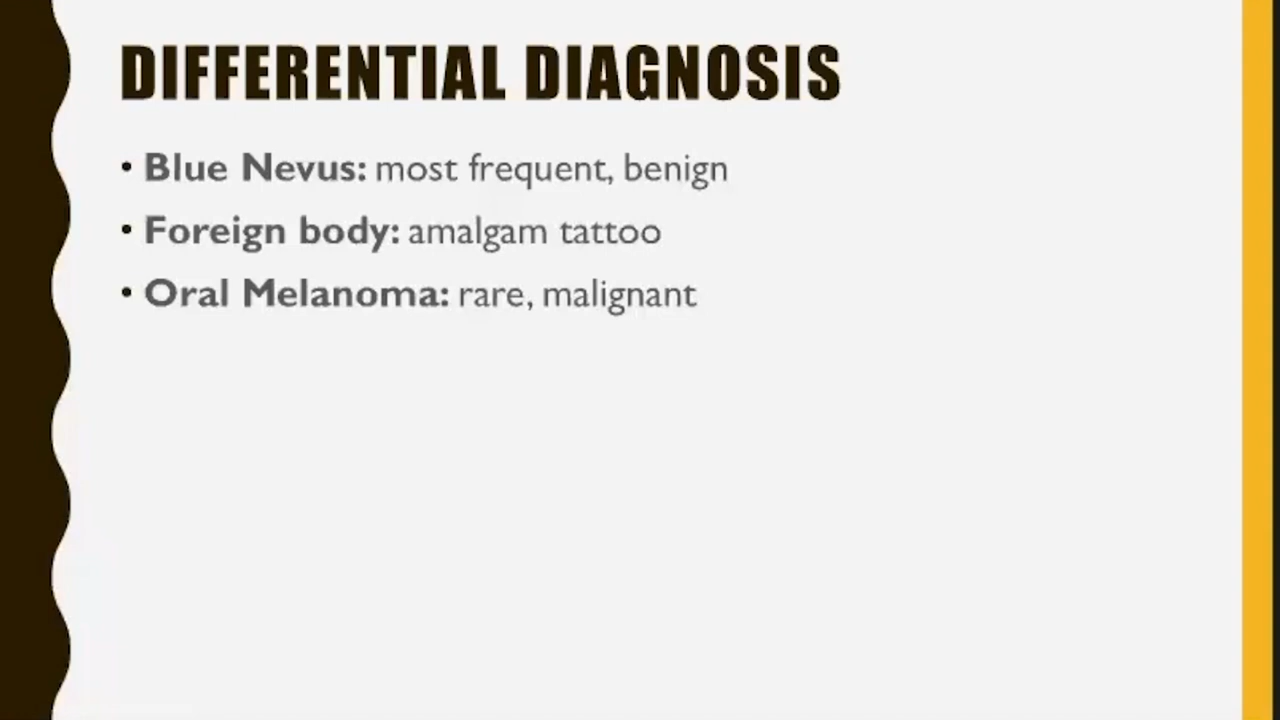 DIFFERENTIAL DIAGNOSIS
• Blue Nevus: most frequent, benign
• Foreign body: amalgam tattoo
• Oral Melanoma: rare, malignant